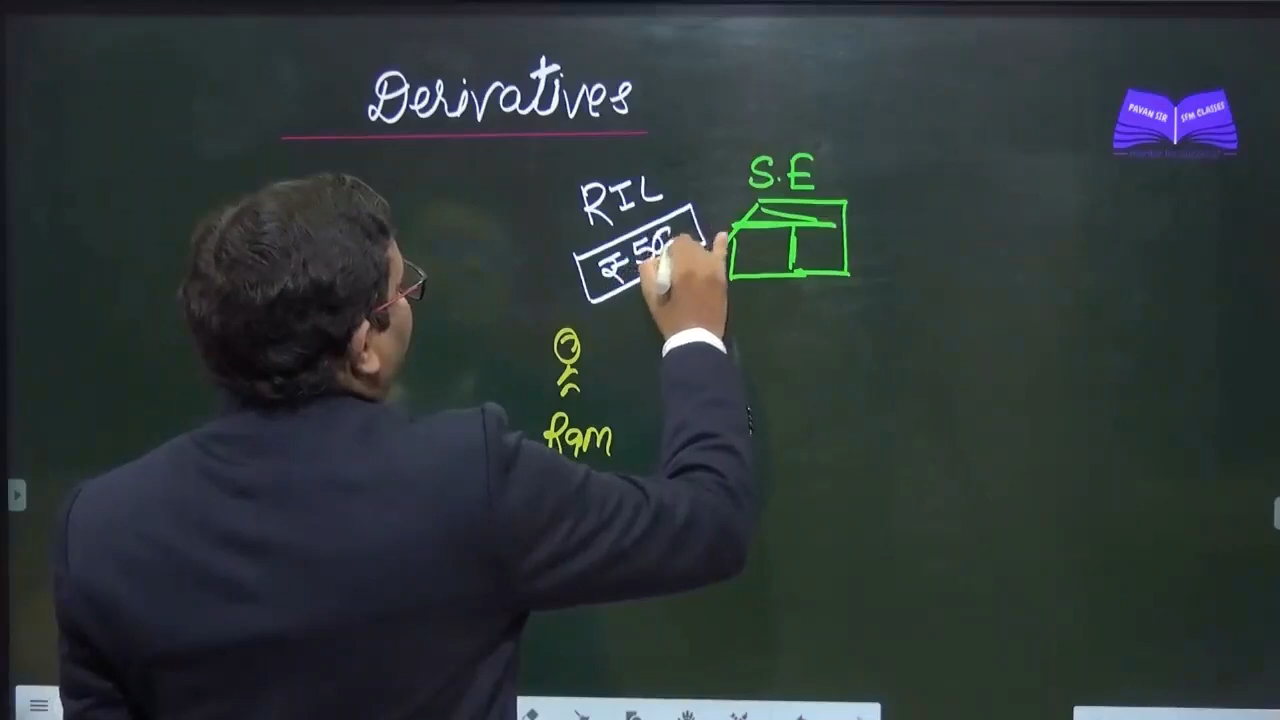 Derivatives
PAVAN SIR SFM CLASSES
S.E
RIL
Ram